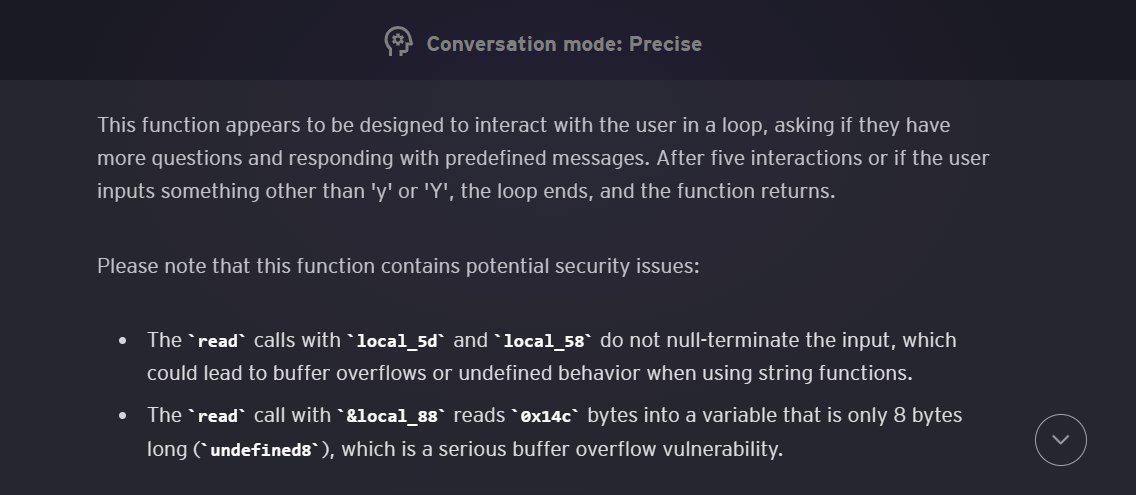 Conversation mode: Precise
This function appears to be designed to interact with the user in a loop, asking if they have
more questions and responding with predefined messages. After five interactions or if the user
inputs something other than 'y' or 'Y', the loop ends, and the function returns.
Please note that this function contains potential security issues:
• The `read` calls with `local_5d` and `local_58` do not null-terminate the input, which
could lead to buffer overflows or undefined behavior when using string functions.
• The `read` call with `&local_88` reads `0x14c` bytes into a variable that is only 8 bytes
long (`undefined8`), which is a serious buffer overflow vulnerability.